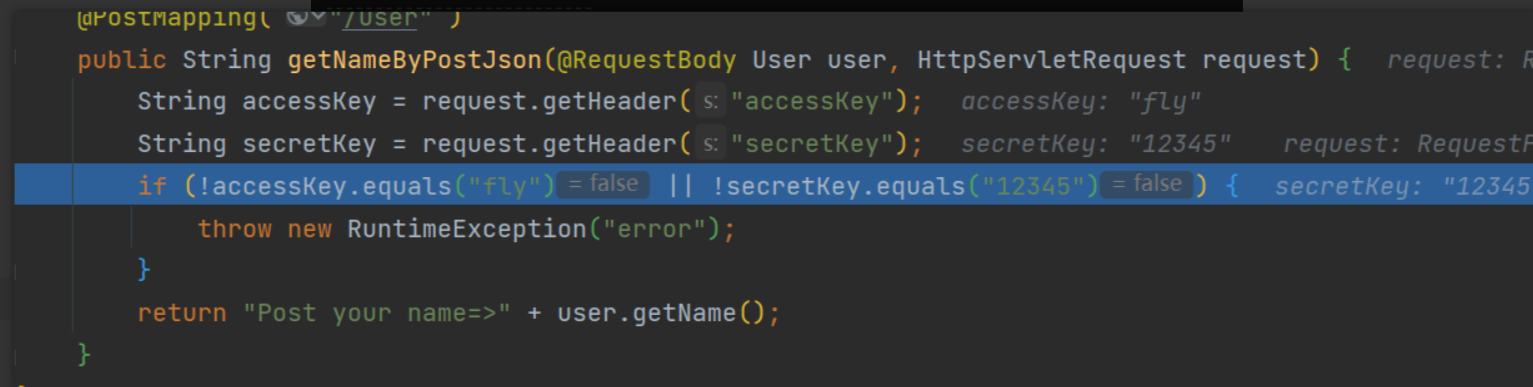 @PostMapping( "/user" )
public String getNameByPostJson(@RequestBody User user, HttpServletRequest request) { request: R
String accessKey = request.getHeader( s: "accessKey"); accessKey: "fly"
String secretKey = request.getHeader( s: "secretKey"); secretKey: "12345" request: RequestF
if (!accessKey.equals("fly") = false || !secretKey.equals("12345") = false ) { secretKey: "12345
throw new RuntimeException("error");
}
return "Post your name=>" + user.getName();
}